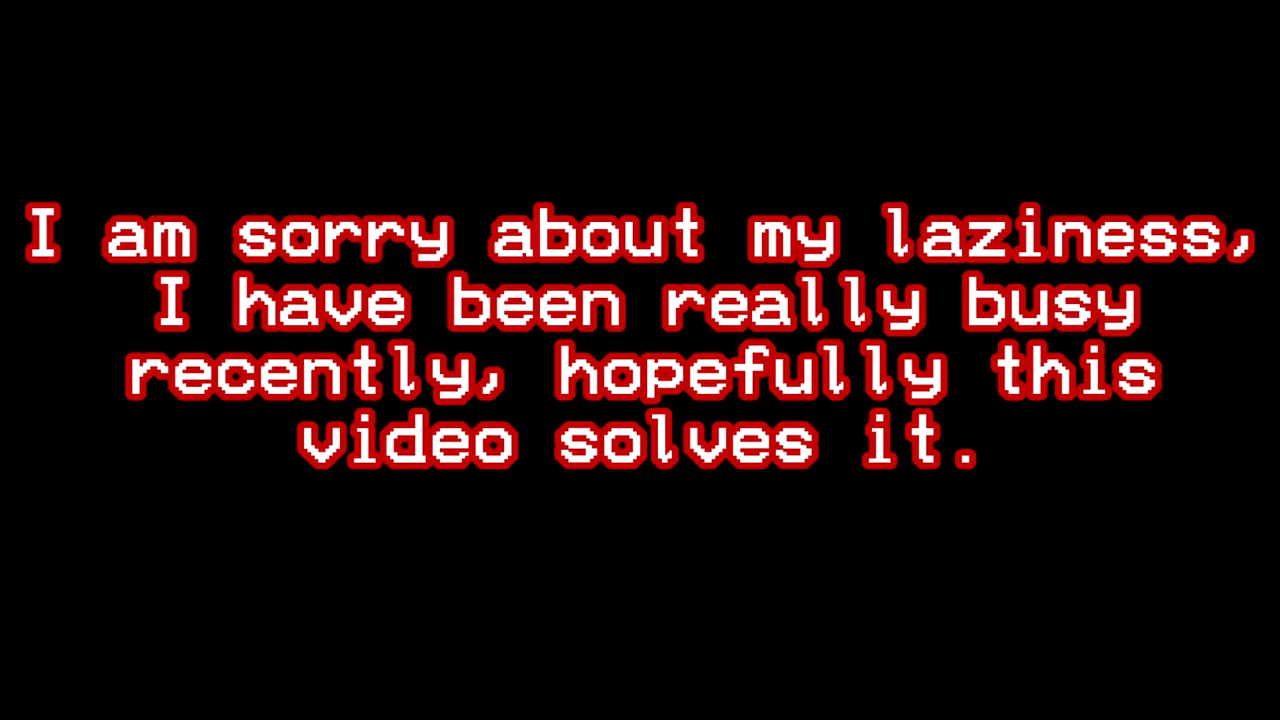 I am sorry about my laziness,
I have been really busy
recently, hopefully this
video solves it.